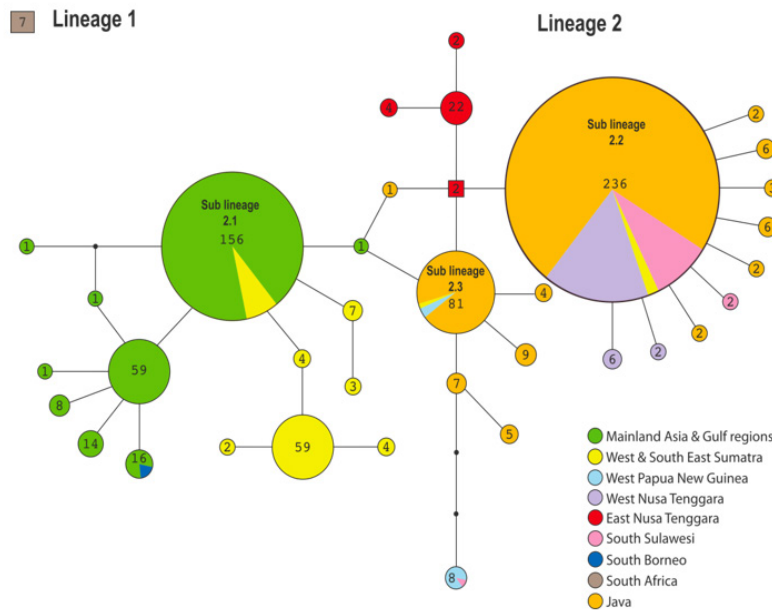 7
Lineage 1
Lineage 2
2
4
22
2
1
Sub lineage
2.2
236
2
6
6
2
2
2
2
6
Sub lineage
2.1
156
1
1
1
Sub lineage
2.3
81
4
9
7
5
8
7
3
4
59
2
4
59
1
8
14
16
Mainland Asia & Gulf regions
West & South East Sumatra
West Papua New Guinea
West Nusa Tenggara
East Nusa Tenggara
South Sulawesi
South Borneo
South Africa
Java